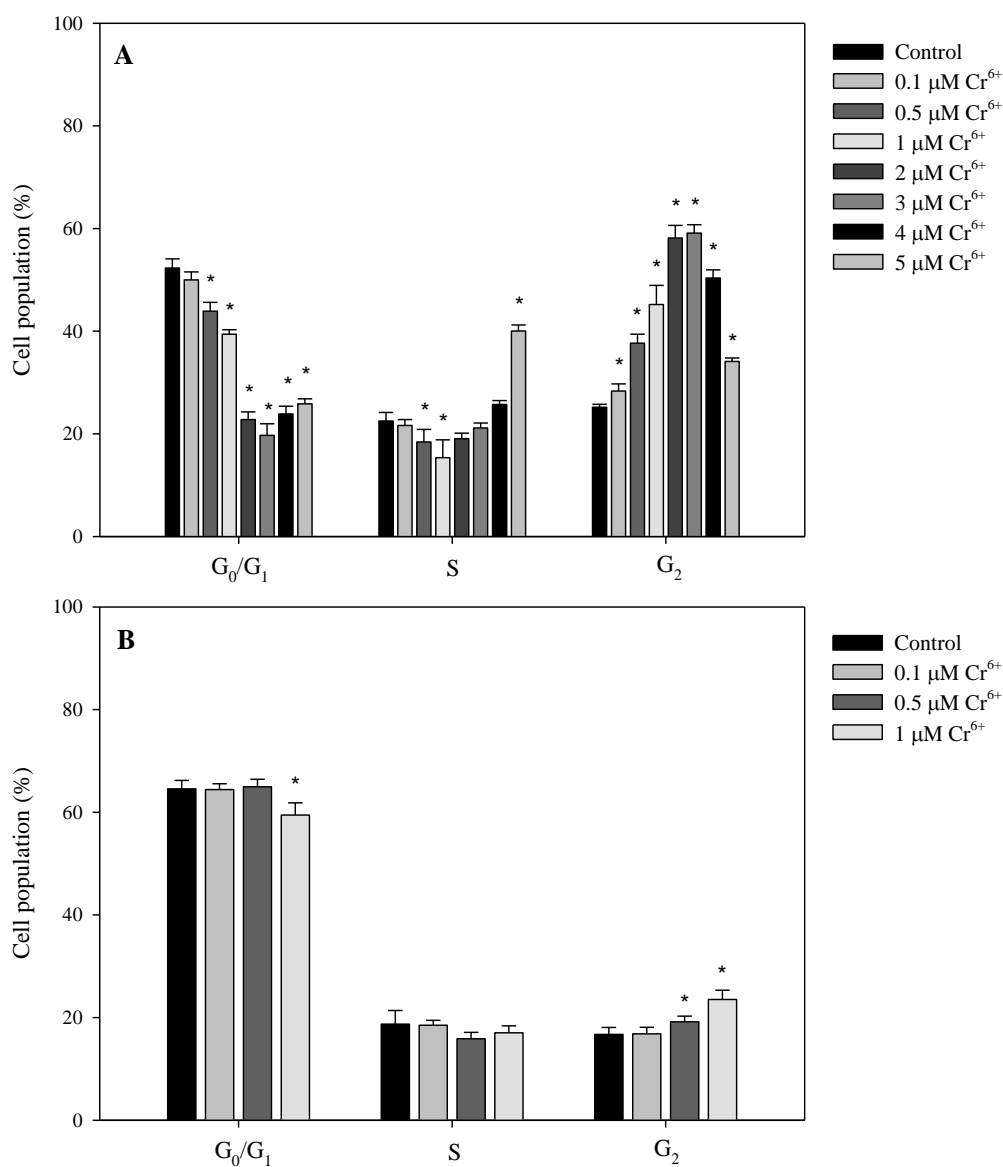 A
Cell population (%)
100
80
60
40
20
0
* * * * * *
* * *
* * * * * * *
G₀/G₁ S G₂
Control
0.1 μM Cr⁶⁺
0.5 μM Cr⁶⁺
1 μM Cr⁶⁺
2 μM Cr⁶⁺
3 μM Cr⁶⁺
4 μM Cr⁶⁺
5 μM Cr⁶⁺
B
Cell population (%)
100
80
60
40
20
0
*
* *
G₀/G₁ S G₂
Control
0.1 μM Cr⁶⁺
0.5 μM Cr⁶⁺
1 μM Cr⁶⁺